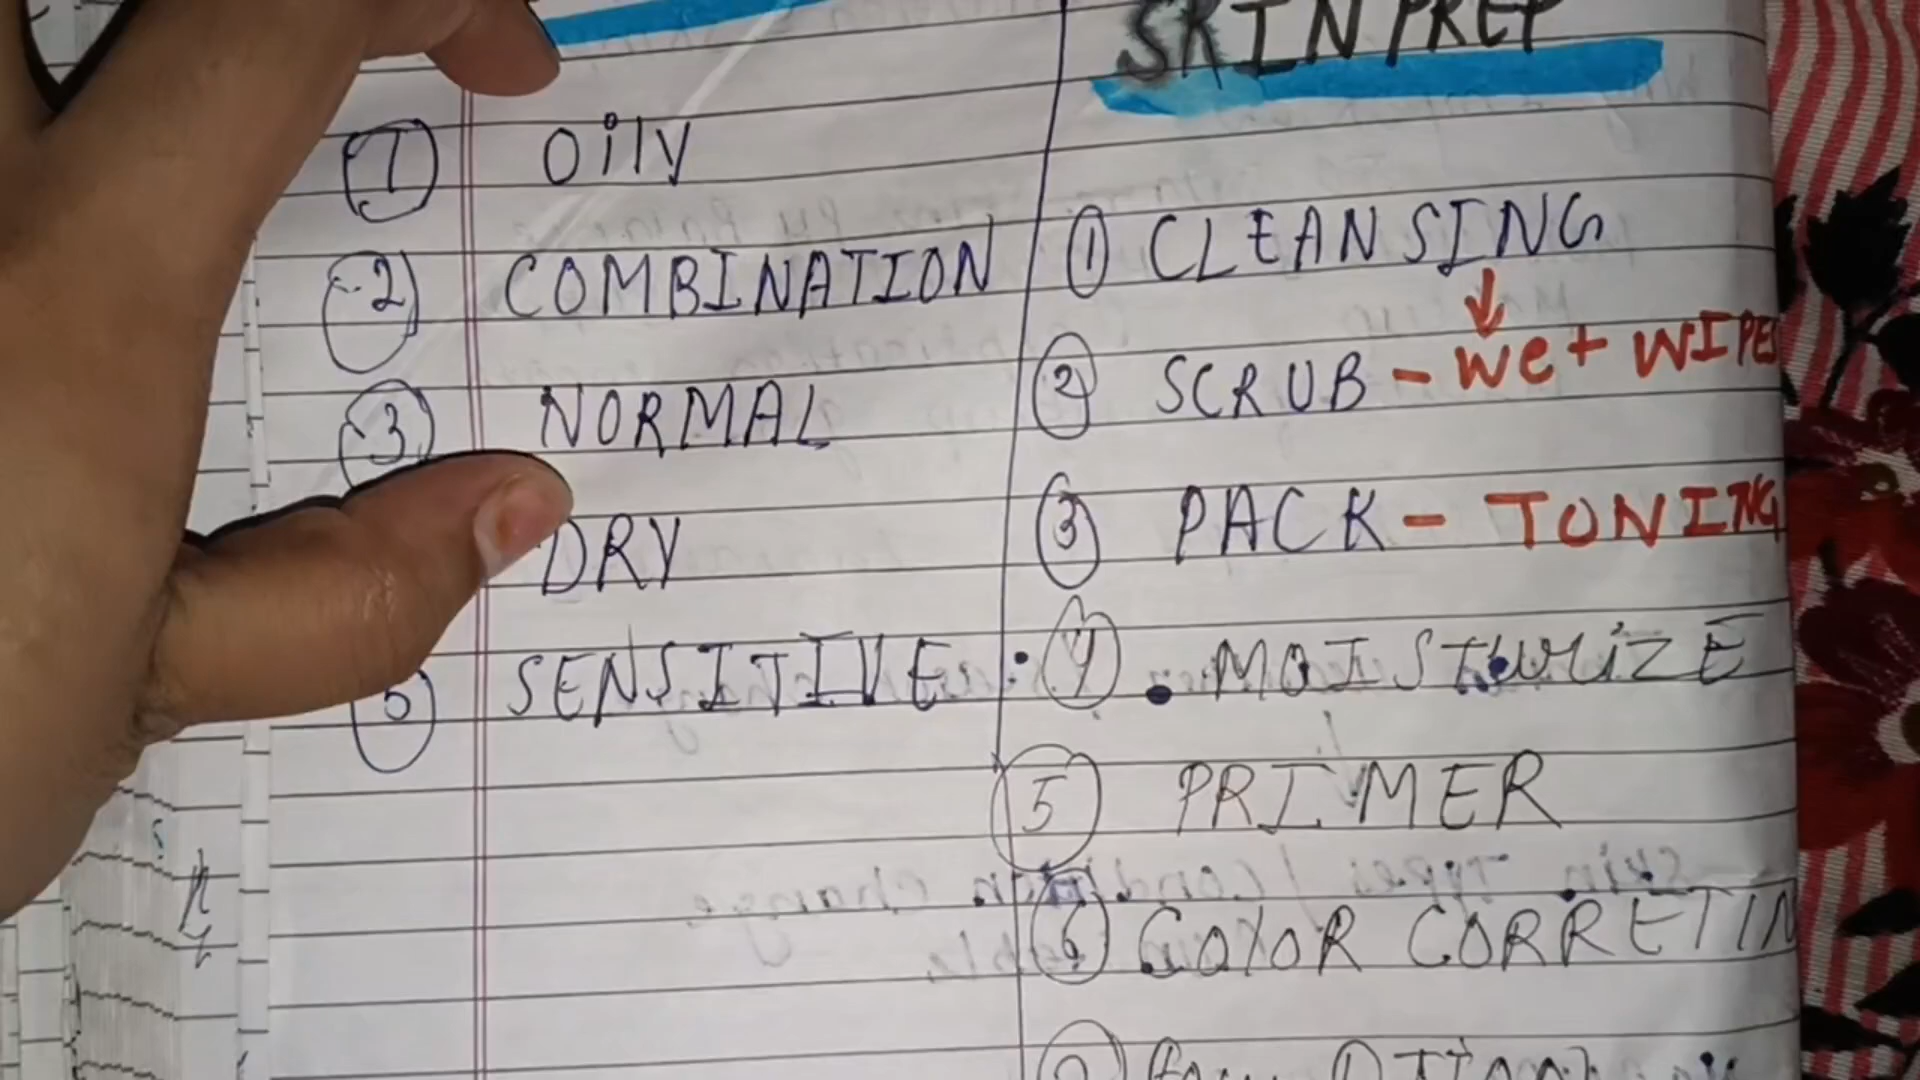 SKIN PREP
1 Oily
2 COMBINATION
3 NORMAL
DRY
5 SENSITIVE
1 CLEANSING
↓
2 SCRUB - Wet WIPES
3 PACK - TONING
4 . MOISTURIZE
5 PRIMER
6 COLOR CORRETIN